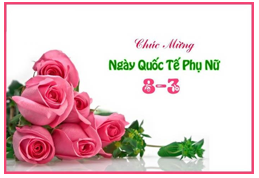 Chúc Mừng
Ngày Quốc Tế Phụ Nữ
8-3